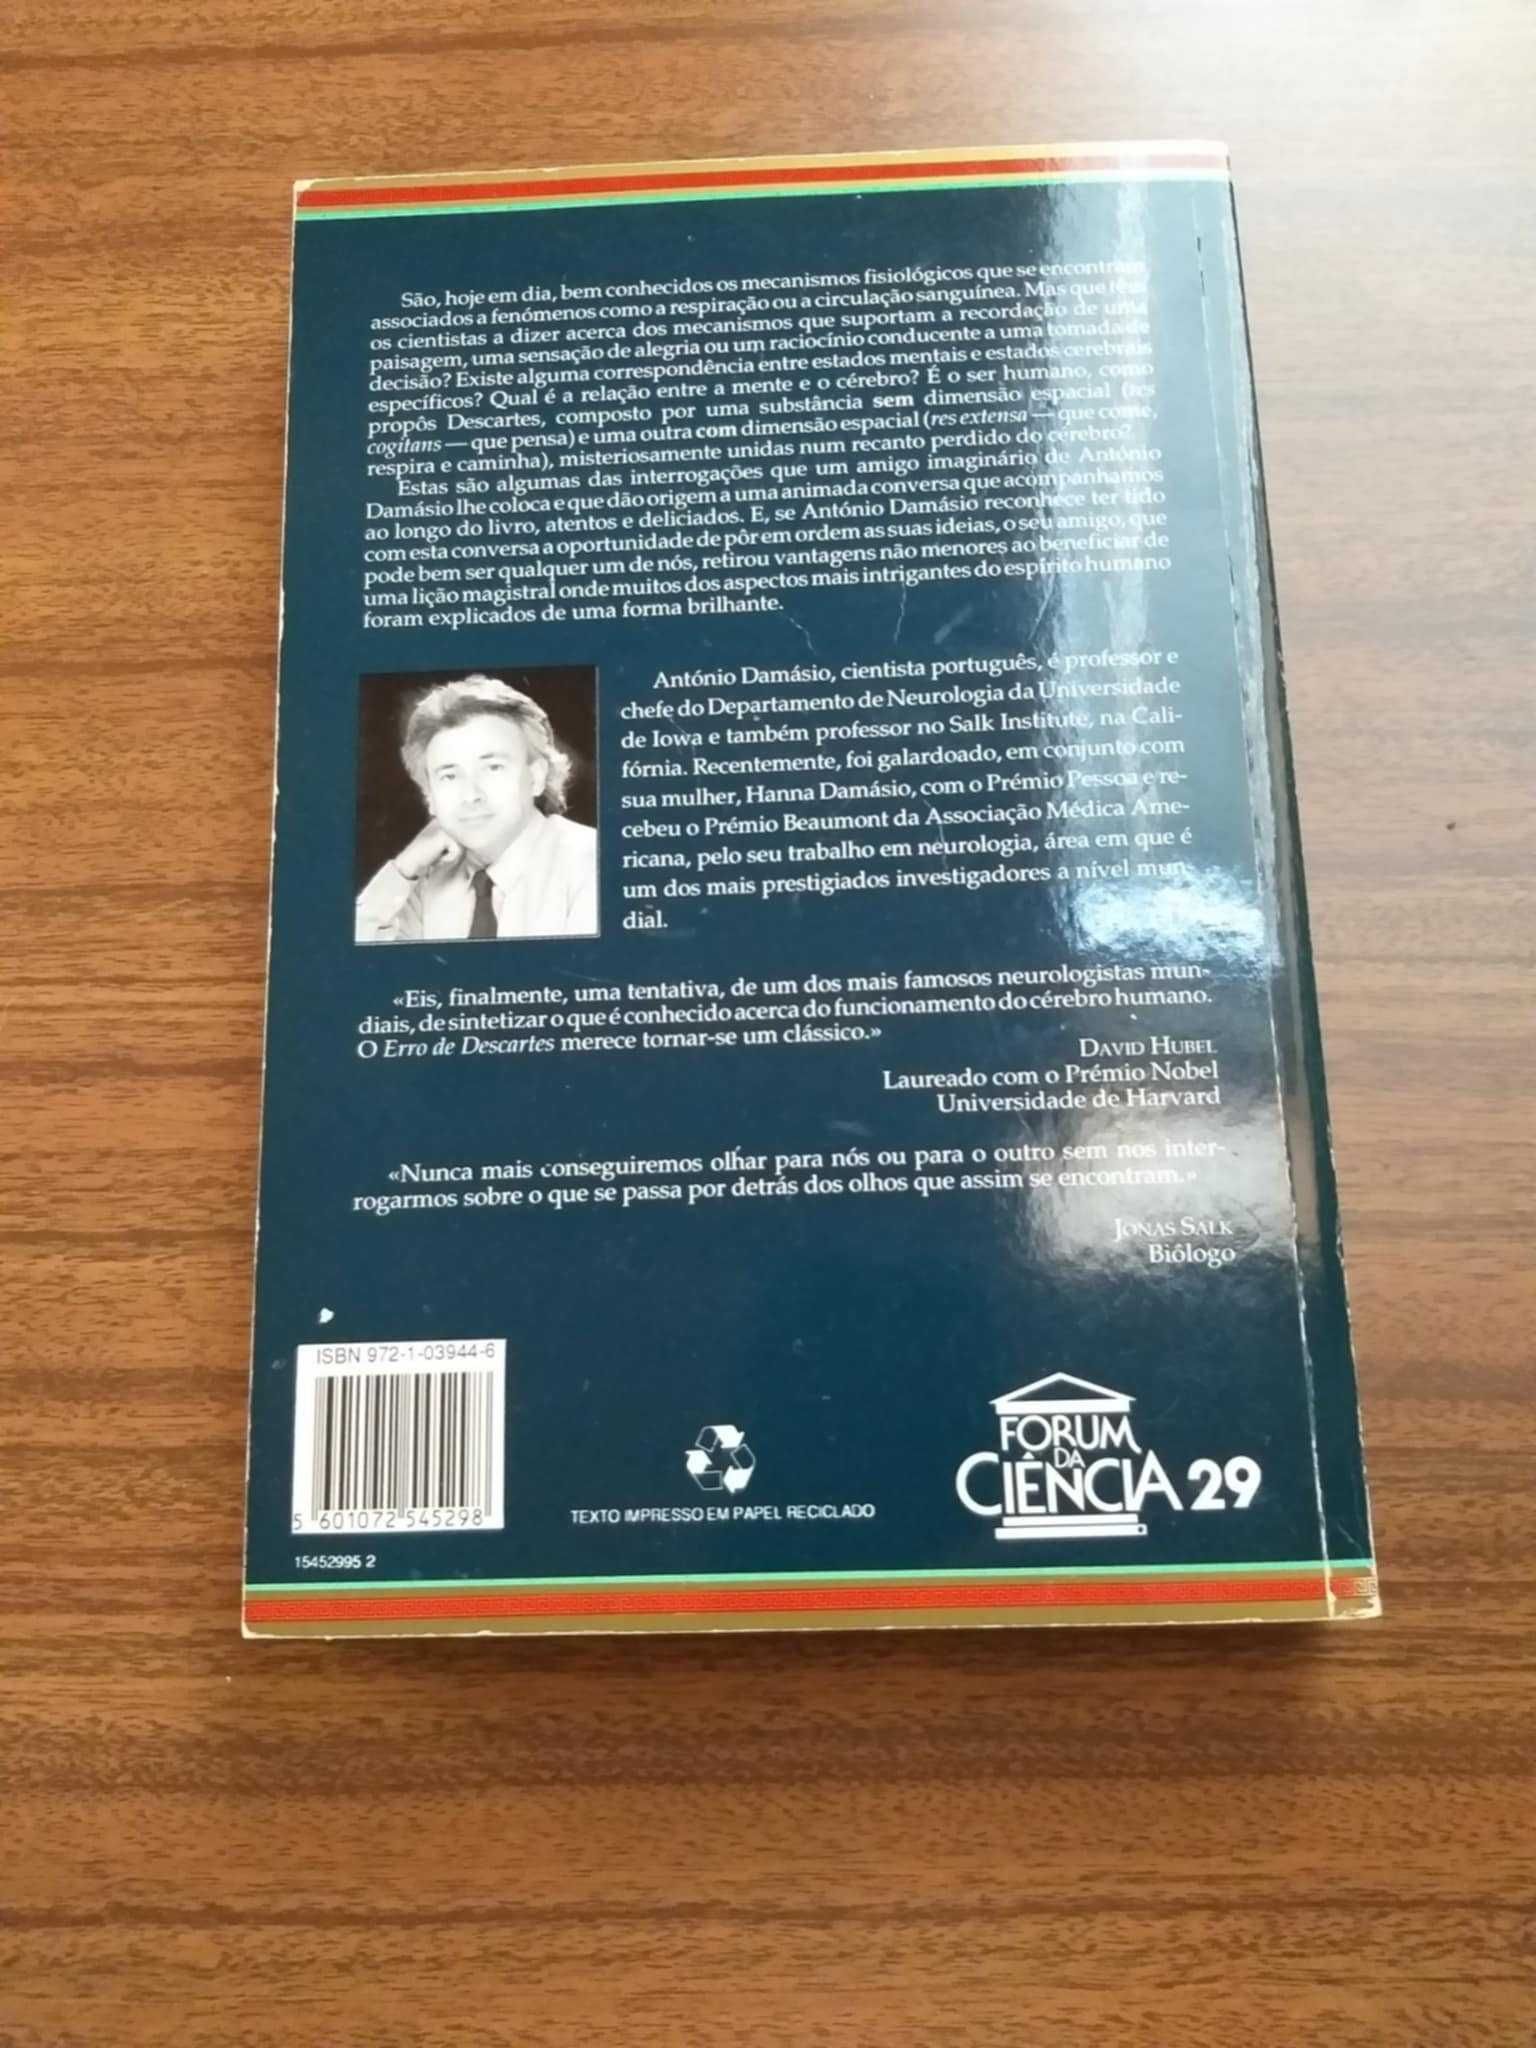 São, hoje em dia, bem conhecidos os mecanismos fisiológicos que se encontram
associados a fenómenos como a respiração ou a circulação sanguínea. Mas que têm
os cientistas a dizer acerca dos mecanismos que suportam a recordação de uma
paisagem, uma sensação de alegria ou um raciocínio conducente a uma tomada de
decisão? Existe alguma correspondência entre estados mentais e estados cerebrais
específicos? Qual é a relação entre a mente e o cérebro? É o ser humano, como
propôs Descartes, composto por uma substância sem dimensão espacial (res
cogitans — que pensa) e uma outra com dimensão espacial (res extensa — que come,
respira e caminha), misteriosamente unidas num recanto perdido do cérebro?
Estas são algumas das interrogações que um amigo imaginário de António
Damásio lhe coloca e que dão origem a uma animada conversa que acompanhamos
ao longo do livro, atentos e deliciados. E, se António Damásio reconhece ter tido
com esta conversa a oportunidade de pôr em ordem as suas ideias, o seu amigo, que
pode bem ser qualquer um de nós, retirou vantagens não menores ao beneficiar de
uma lição magistral onde muitos dos aspectos mais intrigantes do espírito humano
foram explicados de uma forma brilhante.
António Damásio, cientista português, é professor e
chefe do Departamento de Neurologia da Universidade
de Iowa e também professor no Salk Institute, na Cali-
fórnia. Recentemente, foi galardoado, em conjunto com
sua mulher, Hanna Damásio, com o Prémio Pessoa e re-
cebeu o Prémio Beaumont da Associação Médica Ame-
ricana, pelo seu trabalho em neurologia, área em que é
um dos mais prestigiados investigadores a nível mun-
dial.
«Eis, finalmente, uma tentativa, de um dos mais famosos neurologistas mun-
diais, de sintetizar o que é conhecido acerca do funcionamento do cérebro humano.
O Erro de Descartes merece tornar-se um clássico.»
DAVID HUBEL
Laureado com o Prémio Nobel
Universidade de Harvard
«Nunca mais conseguiremos olhar para nós ou para o outro sem nos inter-
rogarmos sobre o que se passa por detrás dos olhos que assim se encontram.»
JONAS SALK
Biólogo
ISBN 972-1-03944-6
5 601072 545298
15452995 2
TEXTO IMPRESSO EM PAPEL RECICLADO
FORUM
DA
CIÊNCIA 29